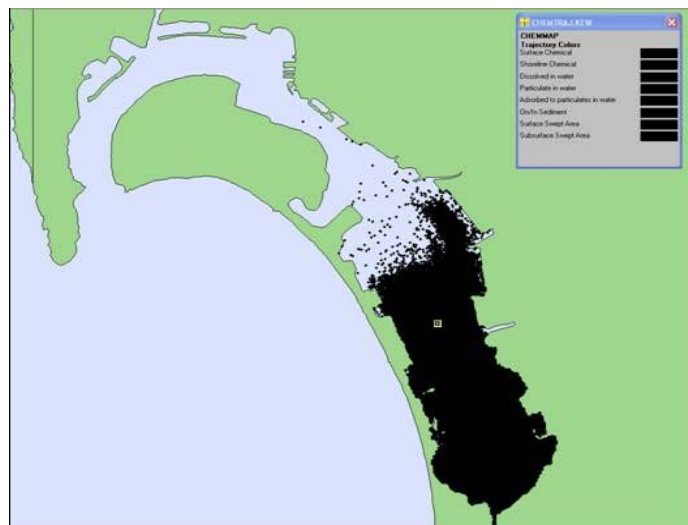 CHEMTRAJ.KEW
CHEMMAP
Trajectory Colors
Surface Chemical
Shoreline Chemical
Dissolved in water
Particulate in water
Adsorbed to particulates in water
On/In Sediment
Surface Swept Area
Subsurface Swept Area